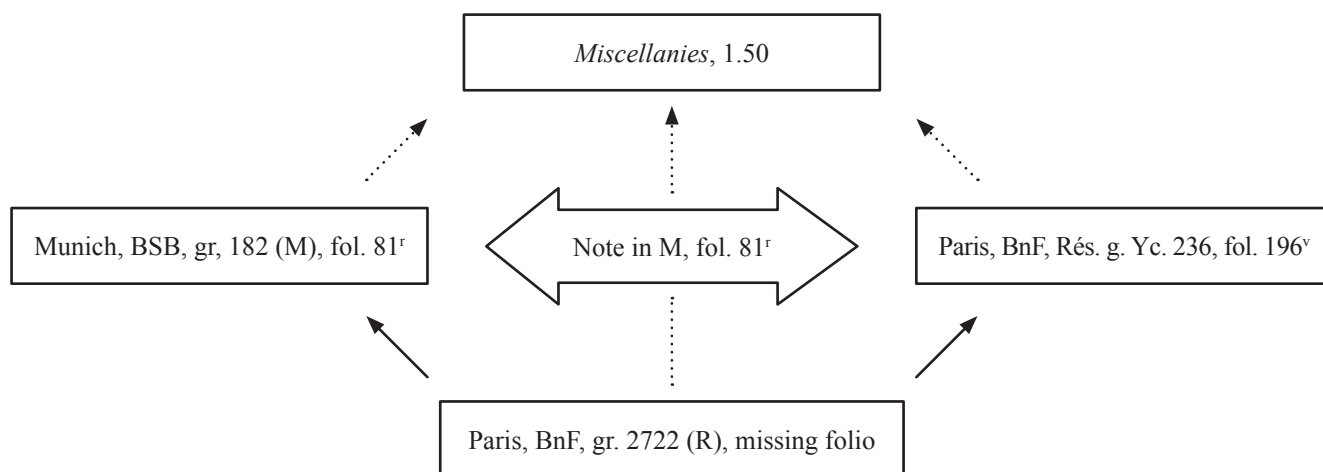 Miscellanies, 1.50
Munich, BSB, gr, 182 (M), fol. 81ʳ
Note in M, fol. 81ʳ
Paris, BnF, Rés. g. Yc. 236, fol. 196ᵛ
Paris, BnF, gr. 2722 (R), missing folio